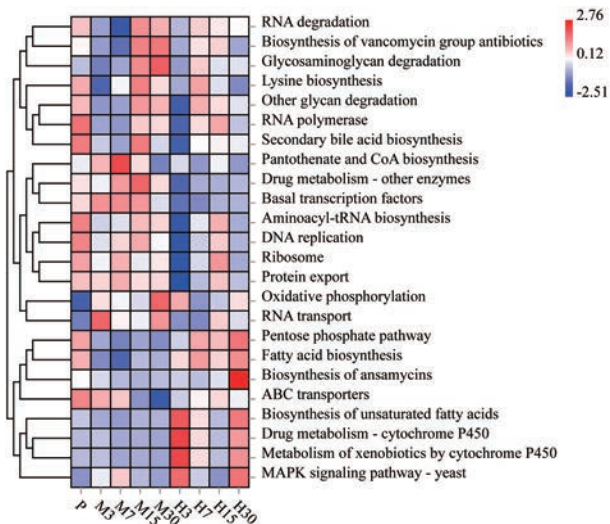 RNA degradation
Biosynthesis of vancomycin group antibiotics
Glycosaminoglycan degradation
Lysine biosynthesis
Other glycan degradation
RNA polymerase
Secondary bile acid biosynthesis
Pantothenate and CoA biosynthesis
Drug metabolism - other enzymes
Basal transcription factors
Aminoacyl-tRNA biosynthesis
DNA replication
Ribosome
Protein export
Oxidative phosphorylation
RNA transport
Pentose phosphate pathway
Fatty acid biosynthesis
Biosynthesis of ansamycins
ABC transporters
Biosynthesis of unsaturated fatty acids
Drug metabolism - cytochrome P450
Metabolism of xenobiotics by cytochrome P450
MAPK signaling pathway - yeast
P M3 M7 M15 M30 H3 H7 H15 H30
2.76
0.12
-2.51